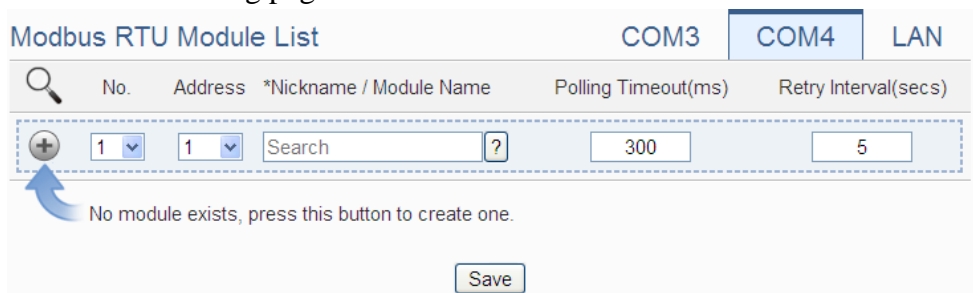 Modbus RTU Module List COM3 COM4 LAN
No. Address *Nickname / Module Name Polling Timeout(ms) Retry Interval(secs)
1 1 Search ? 300 5
No module exists, press this button to create one.
Save